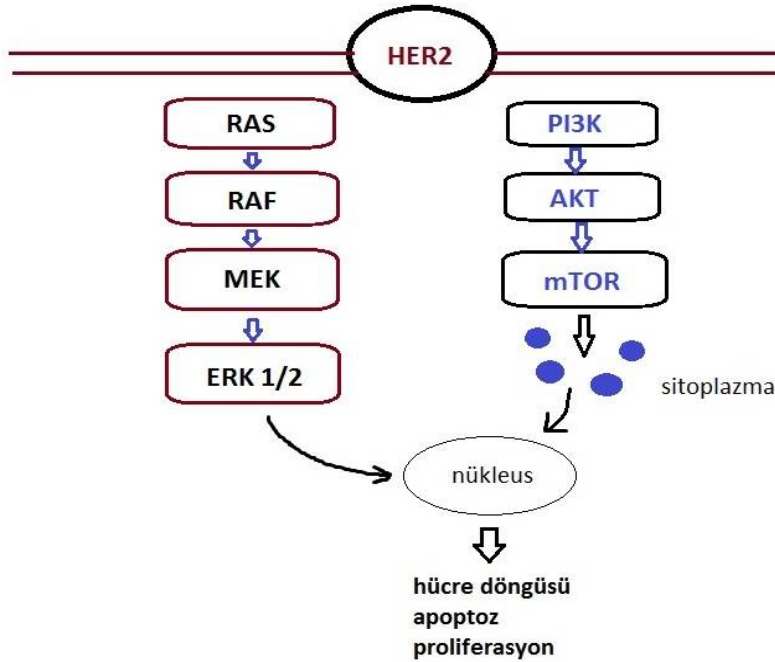 HER2
RAS
RAF
MEK
ERK 1/2
PI3K
AKT
mTOR
sitoplazma
nükleus
hücre döngüsü
apoptoz
proliferasyon